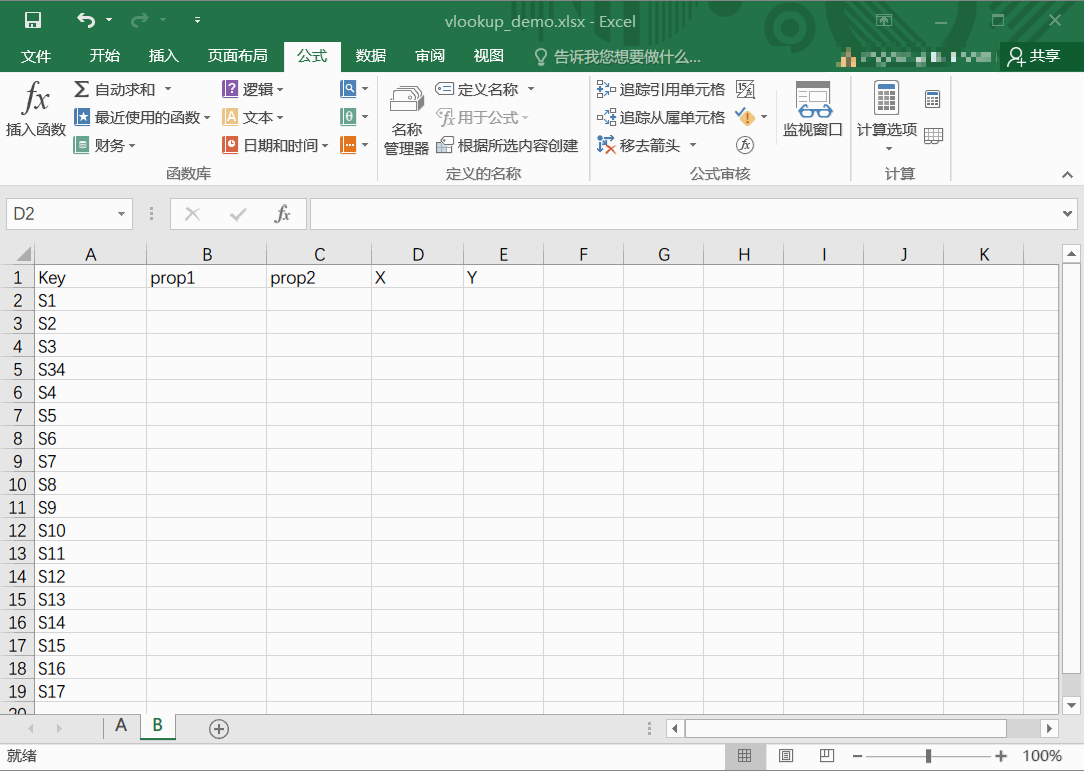 vlookup_demo.xlsx - Excel
文件 开始 插入 页面布局 公式 数据 审阅 视图 告诉我您想要做什么... 共享
fx 插入函数
Σ 自动求和
最近使用的函数
财务
? 逻辑
A 文本
日期和时间
θ
函数库
名称管理器
定义名称
用于公式
根据所选内容创建
定义的名称
追踪引用单元格
追踪从属单元格
移去箭头
fx
公式审核
监视窗口
计算选项
计算
D2 fx
A B C D E F G H I J K
1 Key prop1 prop2 X Y
2 S1
3 S2
4 S3
5 S34
6 S4
7 S5
8 S6
9 S7
10 S8
11 S9
12 S10
13 S11
14 S12
15 S13
16 S14
17 S15
18 S16
19 S17
20
A B
就绪 100%